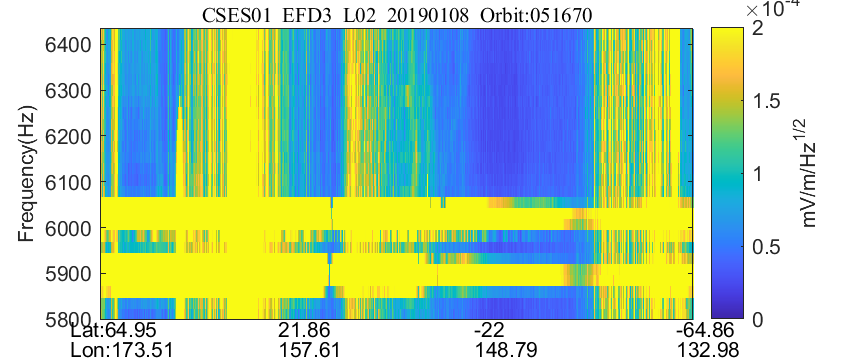 CSES01 EFD3 L02 20190108 Orbit:051670
×10⁻⁴
Frequency(Hz)
6400
6300
6200
6100
6000
5900
5800
2
1.5
1
0.5
0
mV/m/Hz^1/2
Lat:64.95 21.86 -22 -64.86
Lon:173.51 157.61 148.79 132.98